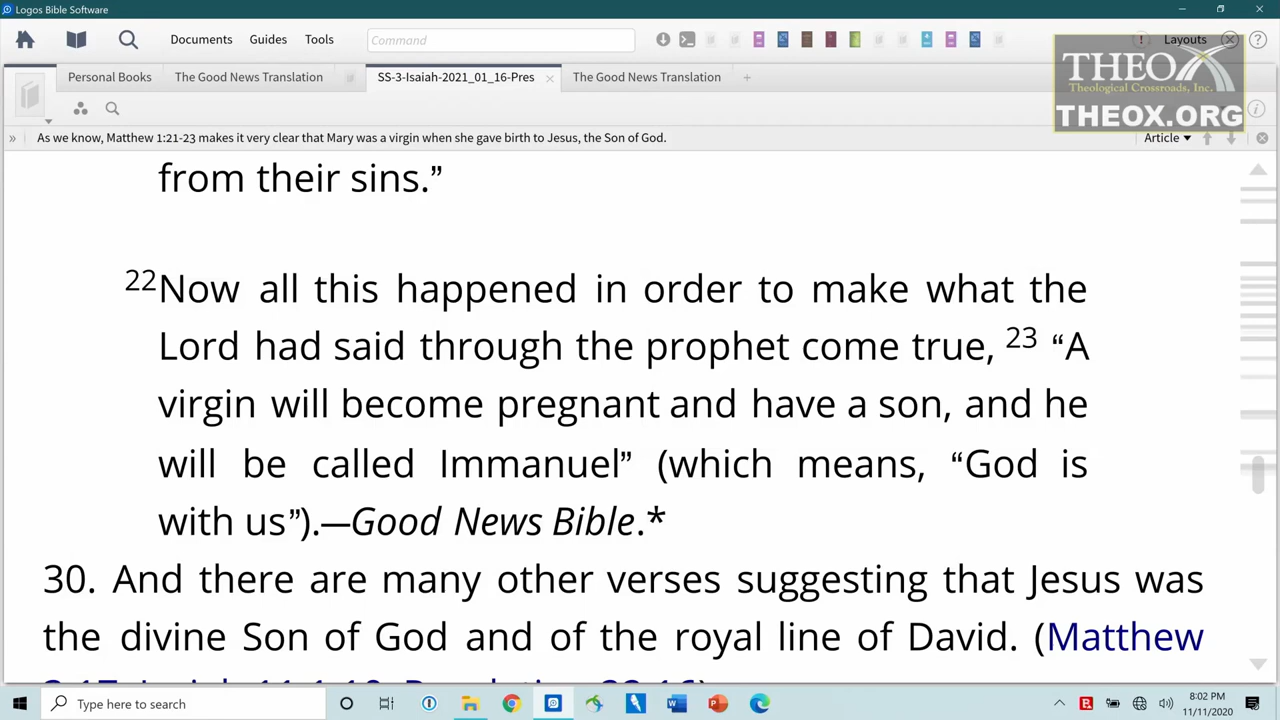 Logos Bible Software
Documents Guides Tools Command Layouts
THEOX
Theological Crossroads, Inc.
THEOX.ORG
Personal Books The Good News Translation SS-3-Isaiah-2021_01_16-Pres The Good News Translation
As we know, Matthew 1:21-23 makes it very clear that Mary was a virgin when she gave birth to Jesus, the Son of God. Article
from their sins.”
22Now all this happened in order to make what the
Lord had said through the prophet come true, 23 “A
virgin will become pregnant and have a son, and he
will be called Immanuel” (which means, “God is
with us”).—Good News Bible.*
30. And there are many other verses suggesting that Jesus was
the divine Son of God and of the royal line of David. (Matthew
Type here to search
8:02 PM
11/11/2020